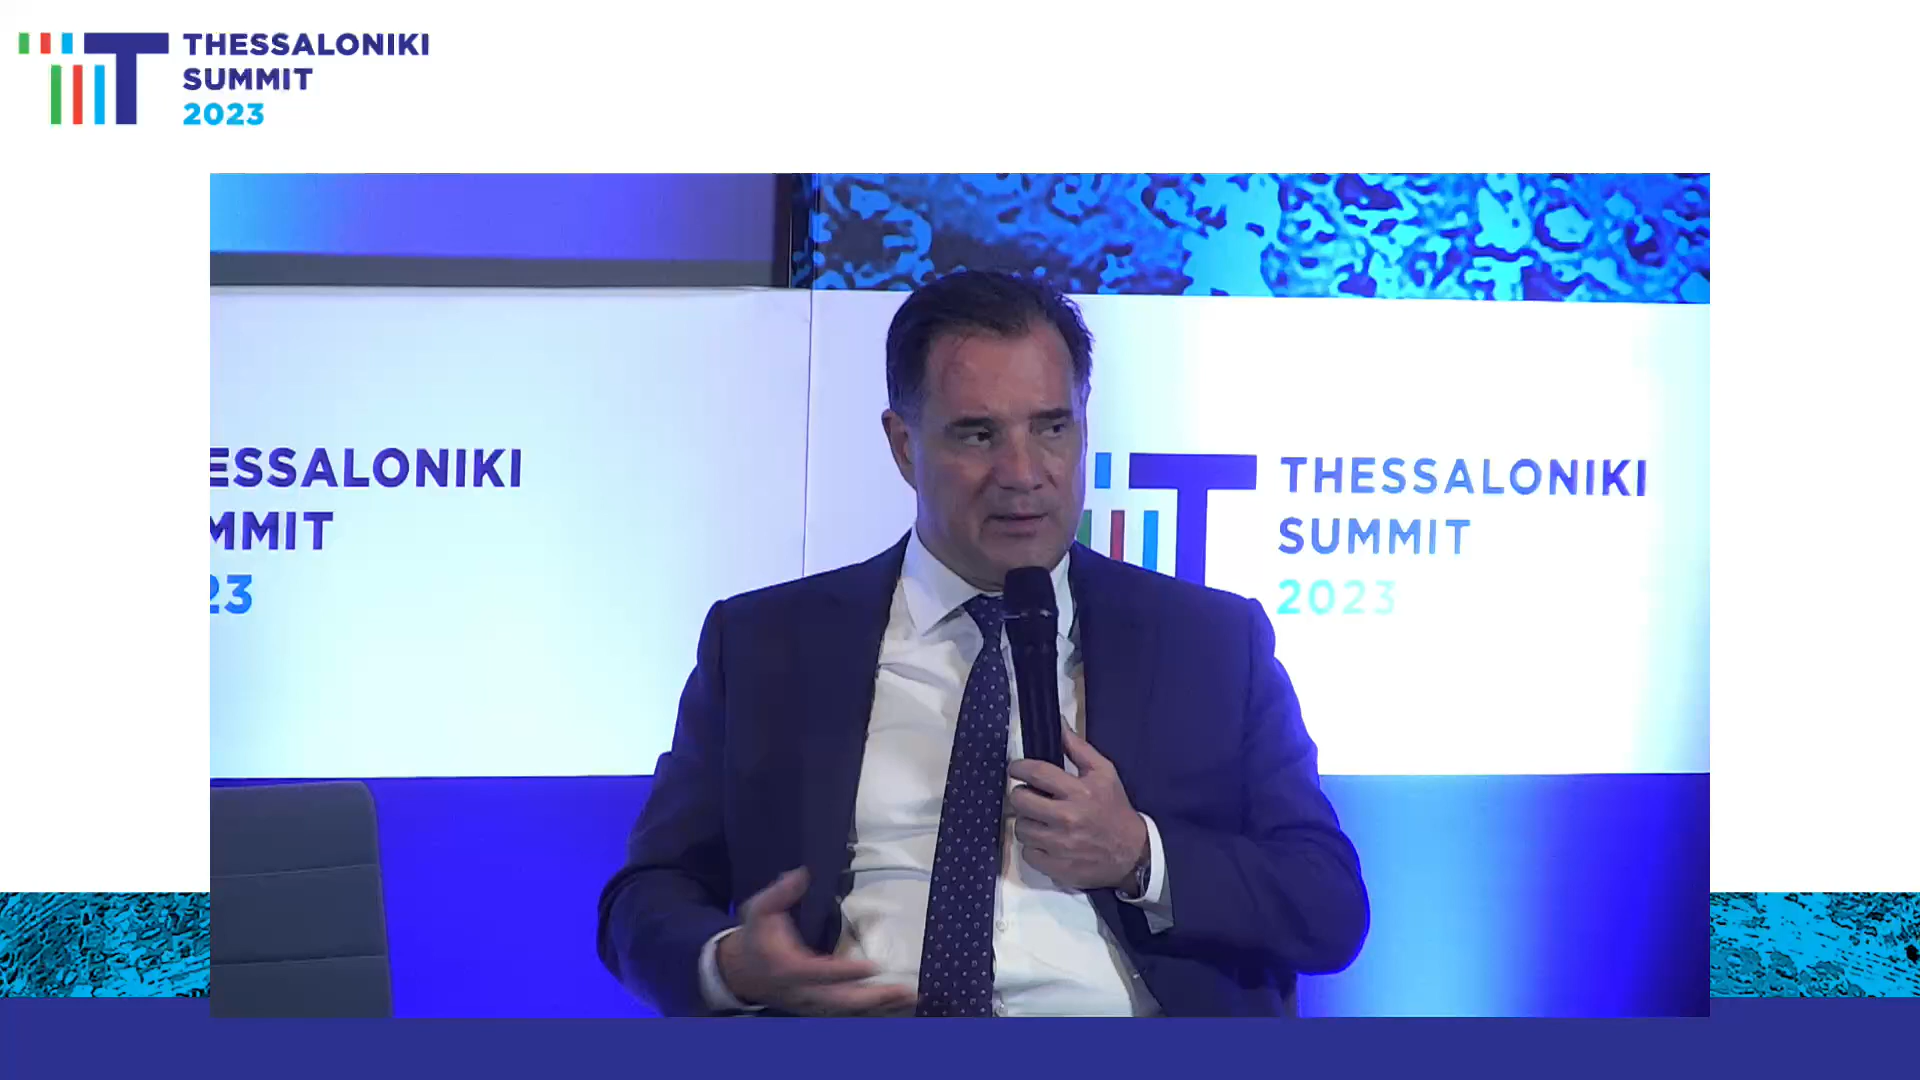 THESSALONIKI
SUMMIT
2023
ESSALONIKI
MMIT
23
THESSALONIKI
SUMMIT
2023